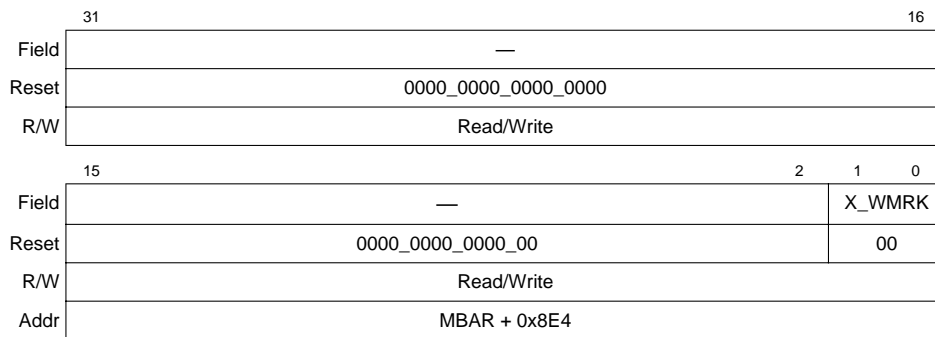 31 16
Field —
Reset 0000_0000_0000_0000
R/W Read/Write
15 2 1 0
Field — X_WMRK
Reset 0000_0000_0000_00 00
R/W Read/Write
Addr MBAR + 0x8E4